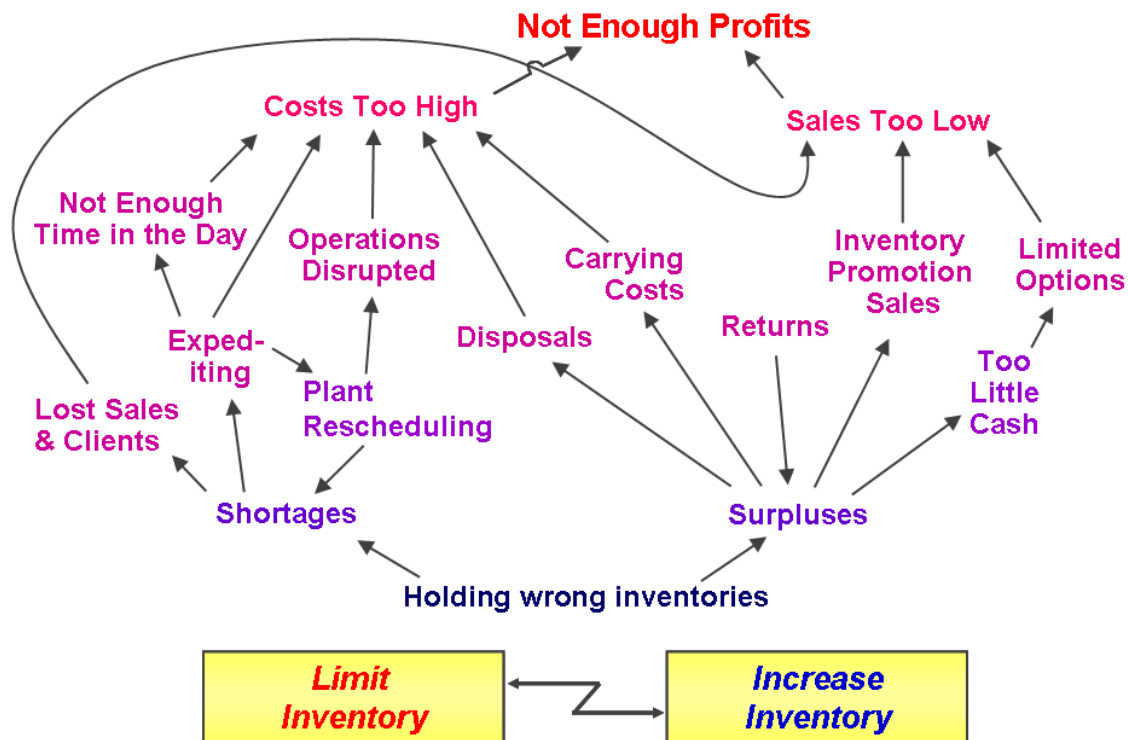 Not Enough Profits
Costs Too High
Sales Too Low
Not Enough
Time in the Day
Operations
Disrupted
Carrying
Costs
Inventory
Promotion
Sales
Limited
Options
Exped-
iting
Disposals
Returns
Plant
Rescheduling
Too
Little
Cash
Lost Sales
& Clients
Shortages
Surpluses
Holding wrong inventories
Limit
Inventory
Increase
Inventory